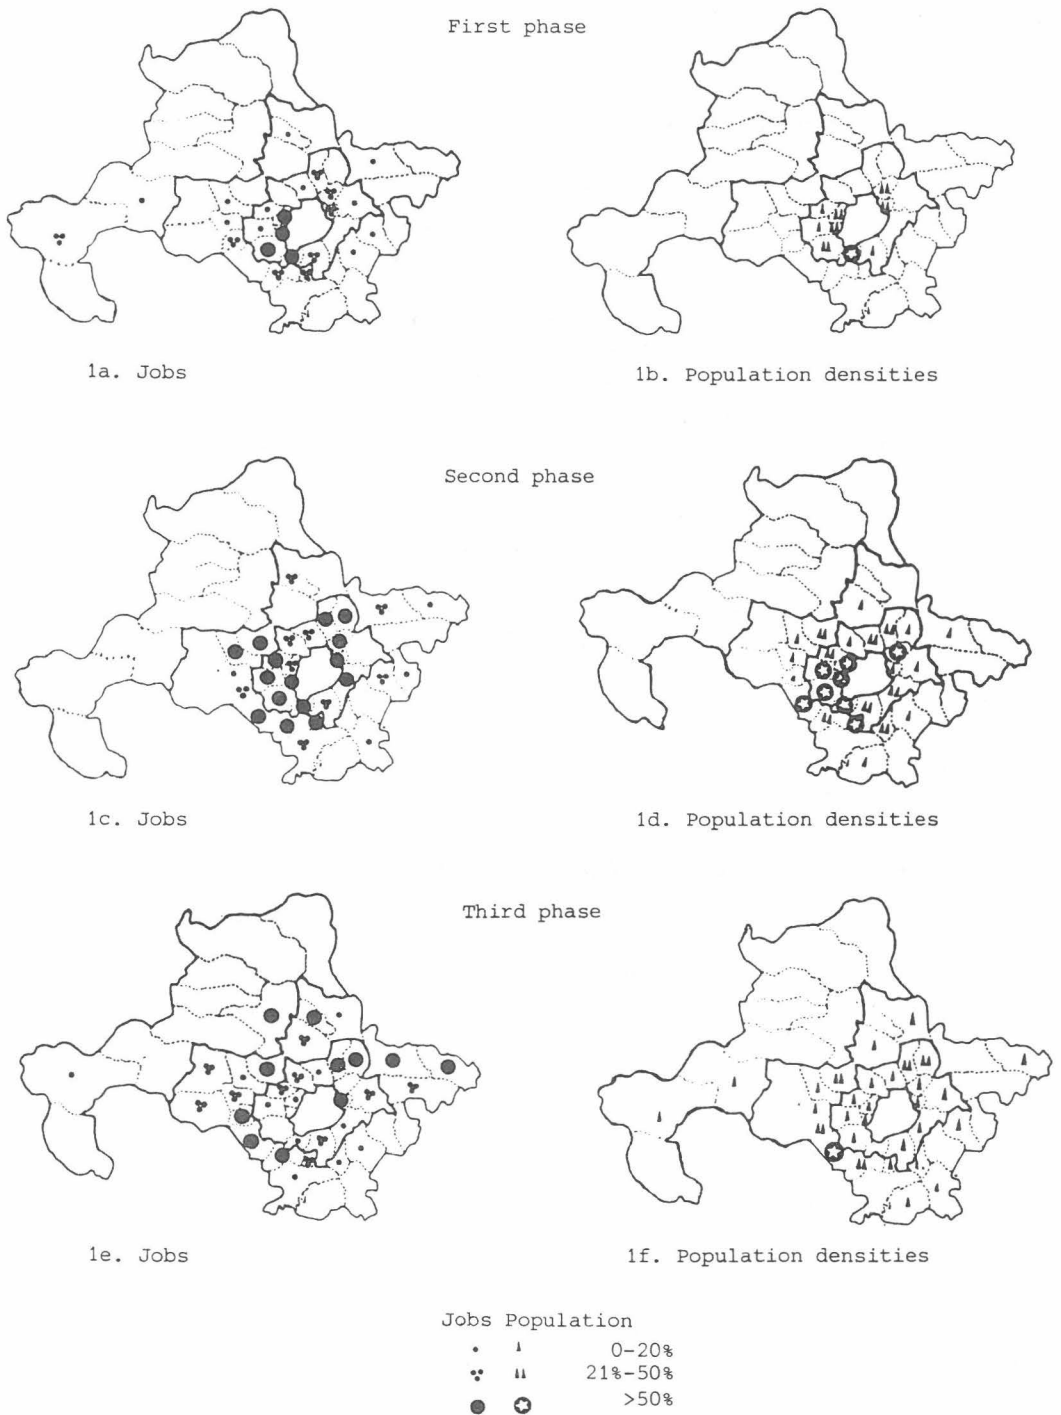 First phase
1a. Jobs
1b. Population densities
Second phase
1c. Jobs
1d. Population densities
Third phase
1e. Jobs
1f. Population densities
Jobs Population
0-20%
21%-50%
>50%